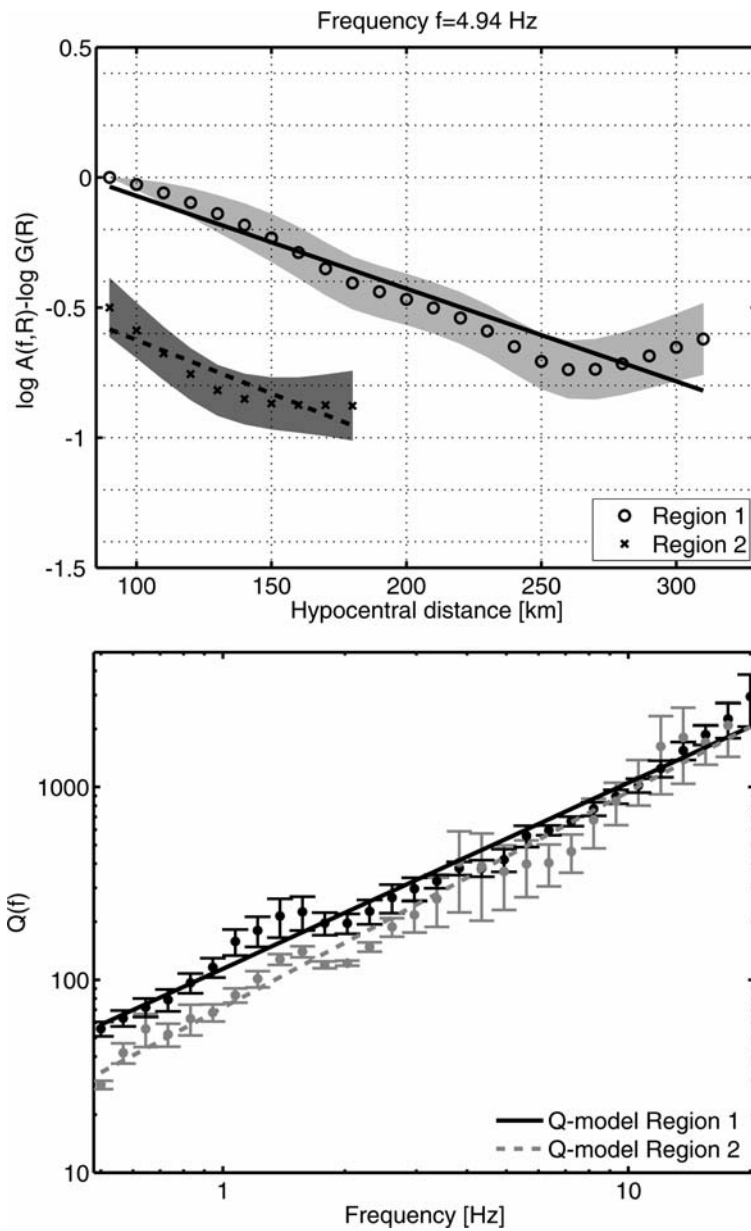 Frequency f=4.94 Hz
log A(f,R)-log G(R)
0.5
0
-0.5
-1
-1.5
Region 1
Region 2
100 150 200 250 300
Hypocentral distance [km]
Q(f)
1000
100
10
Q-model Region 1
Q-model Region 2
1 10
Frequency [Hz]